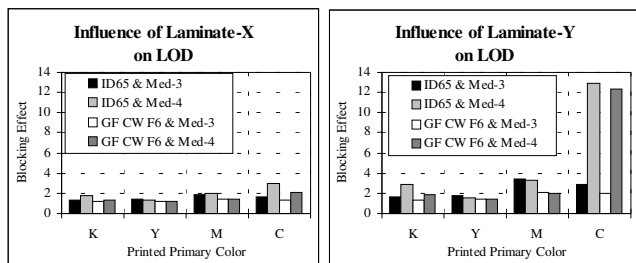 Influence of Laminate-X
on LOD
14
12
10
8
6
4
2
0
Blocking Effect
ID65 & Med-3
ID65 & Med-4
GF CW F6 & Med-3
GF CW F6 & Med-4
K Y M C
Printed Primary Color
Influence of Laminate-Y
on LOD
14
12
10
8
6
4
2
0
Blocking Effect
ID65 & Med-3
ID65 & Med-4
GF CW F6 & Med-3
GF CW F6 & Med-4
K Y M C
Printed Primary Color